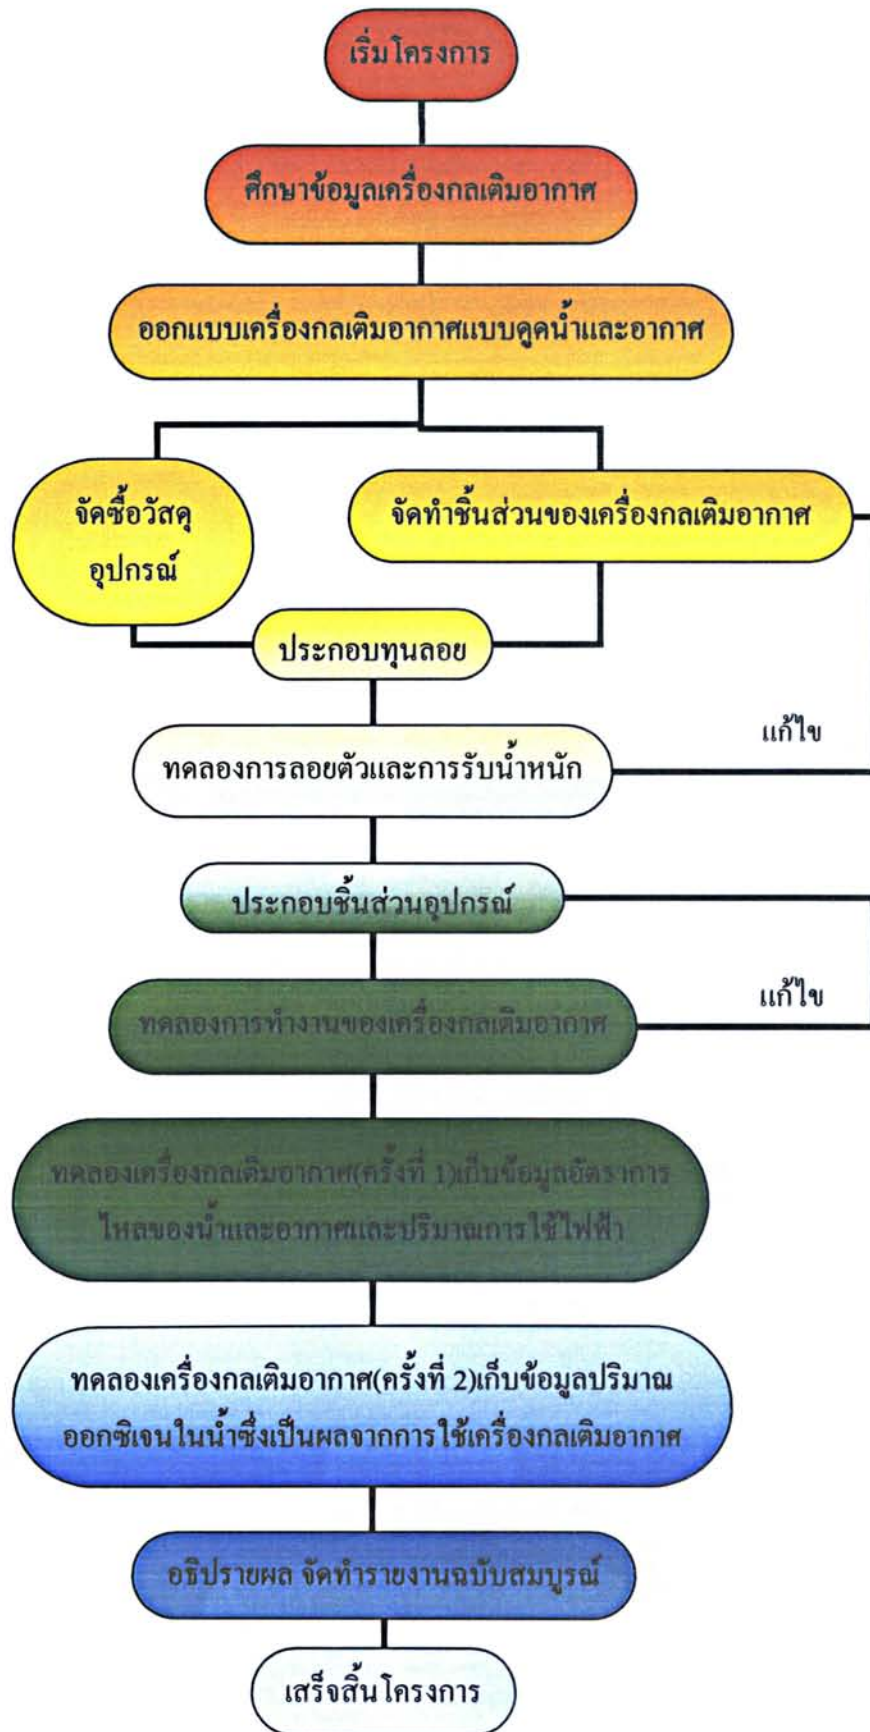 เริ่มโครงการ
ศึกษาข้อมูลเครื่องกลเติมอากาศ
ออกแบบเครื่องกลเติมอากาศแบบดูดน้ำและอากาศ
จัดซื้อวัสดุ
อุปกรณ์
จัดทำชิ้นส่วนของเครื่องกลเติมอากาศ
ประกอบทุนลอย
แก้ไข
ทดลองการลอยตัวและการรับน้ำหนัก
ประกอบชิ้นส่วนอุปกรณ์
แก้ไข
ทดลองการทำงานของเครื่องกลเติมอากาศ
ทดลองเครื่องกลเติมอากาศ(ครั้งที่ 1)เก็บข้อมูลอัตราการ
ไหลของน้ำและอากาศและปริมาณการใช้ไฟฟ้า
ทดลองเครื่องกลเติมอากาศ(ครั้งที่ 2)เก็บข้อมูลปริมาณ
ออกซิเจนในน้ำซึ่งเป็นผลจากการใช้เครื่องกลเติมอากาศ
อธิปรายผล จัดทำรายงานฉบับสมบูรณ์
เสร็จสิ้นโครงการ